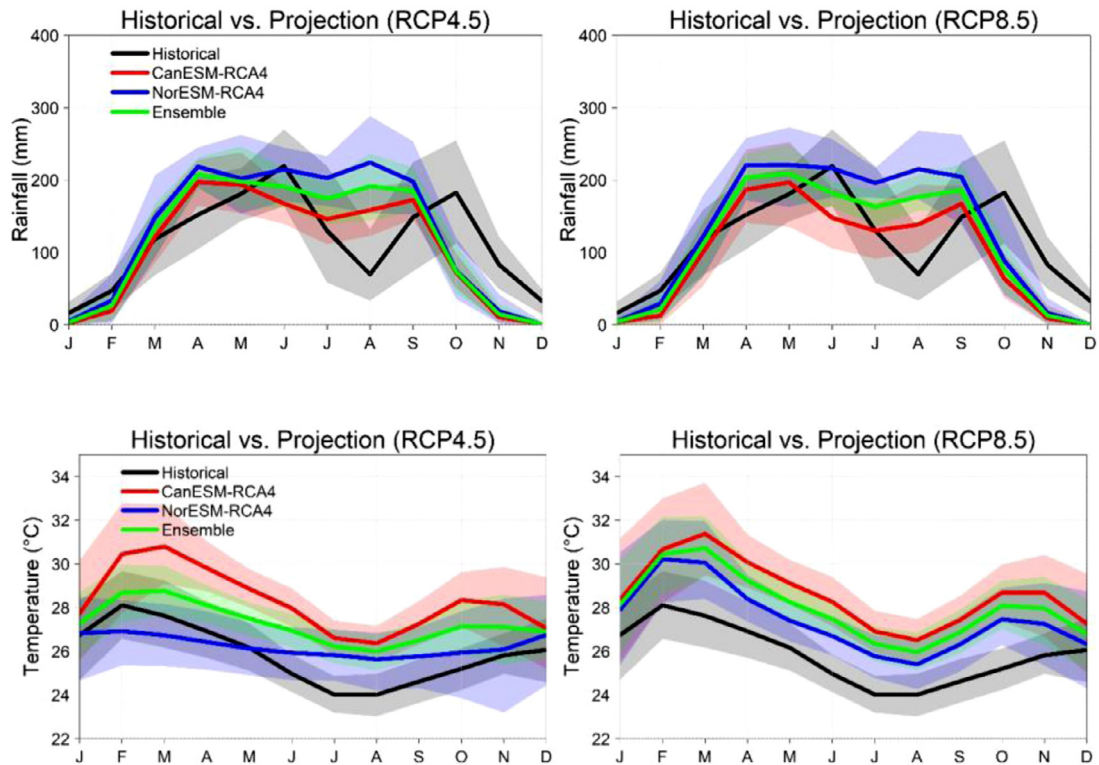 Historical vs. Projection (RCP4.5)
Historical vs. Projection (RCP8.5)
Rainfall (mm)
400
300
200
100
0
Historical
CanESM-RCA4
NorESM-RCA4
Ensemble
J F M A M J J A S O N D
Rainfall (mm)
400
300
200
100
0
J F M A M J J A S O N D
Historical vs. Projection (RCP4.5)
Historical vs. Projection (RCP8.5)
Temperature (°C)
34
32
30
28
26
24
22
Historical
CanESM-RCA4
NorESM-RCA4
Ensemble
J F M A M J J A S O N D
Temperature (°C)
34
32
30
28
26
24
22
J F M A M J J A S O N D